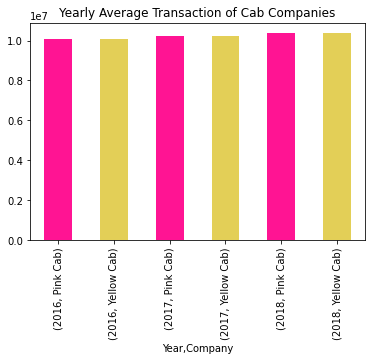 Yearly Average Transaction of Cab Companies
1e7
1.0
0.8
0.6
0.4
0.2
0.0
(2016, Pink Cab)
(2016, Yellow Cab)
(2017, Pink Cab)
(2017, Yellow Cab)
(2018, Pink Cab)
(2018, Yellow Cab)
Year,Company